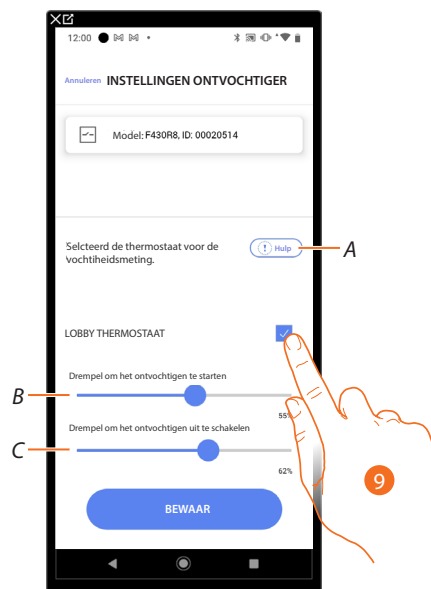 12:00
Annuleren INSTELLINGEN ONTVOCHTIGER
Model: F430R8, ID: 00020514
Selcteerd de thermostaat voor de
vochtiheidsmeting.
Hulp
A
LOBBY THERMOSTAAT
Drempel om het ontvochtigen te starten
B
55%
Drempel om het ontvochtigen uit te schakelen
C
62%
9
BEWAAR